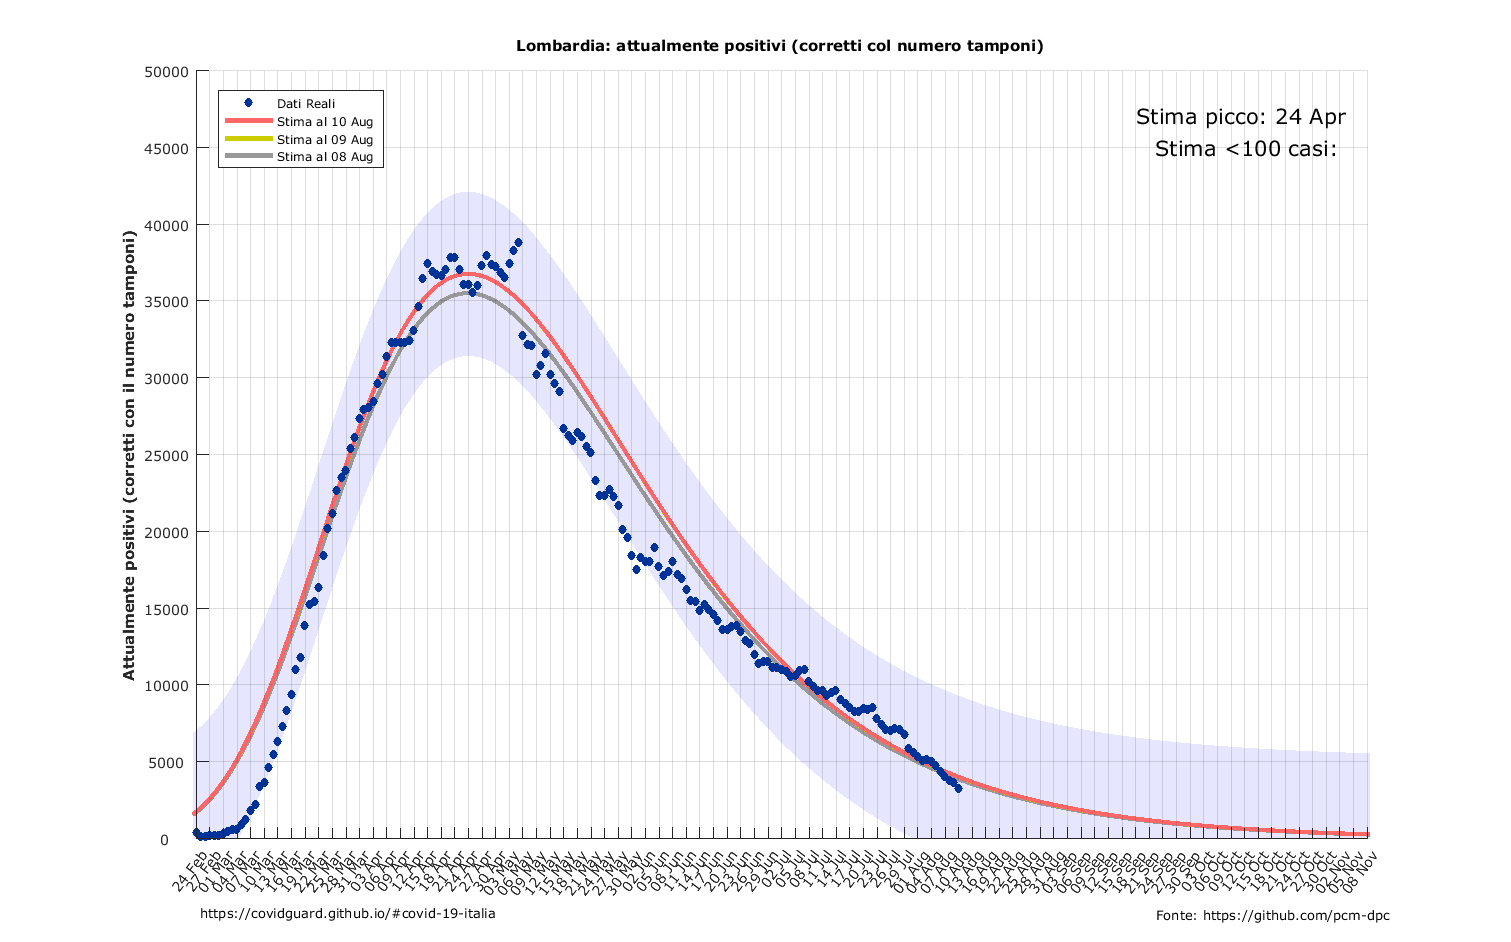 Lombardia: attualmente positivi (corretti col numero tamponi)
50000
45000
40000
35000
30000
25000
20000
15000
10000
5000
0
Attualmente positivi (corretti con il numero tamponi)
Dati Reali
Stima al 10 Aug
Stima al 09 Aug
Stima al 08 Aug
Stima picco: 24 Apr
Stima <100 casi:
24 Feb
27 Feb
01 Mar
04 Mar
07 Mar
10 Mar
13 Mar
16 Mar
19 Mar
22 Mar
25 Mar
28 Mar
31 Mar
03 Apr
06 Apr
09 Apr
12 Apr
15 Apr
18 Apr
21 Apr
24 Apr
27 Apr
30 Apr
03 May
06 May
09 May
12 May
15 May
18 May
21 May
24 May
27 May
30 May
02 Jun
05 Jun
08 Jun
11 Jun
14 Jun
17 Jun
20 Jun
23 Jun
26 Jun
29 Jun
02 Jul
05 Jul
08 Jul
11 Jul
14 Jul
17 Jul
20 Jul
23 Jul
26 Jul
29 Jul
01 Aug
04 Aug
07 Aug
10 Aug
13 Aug
16 Aug
19 Aug
22 Aug
25 Aug
28 Aug
31 Aug
03 Sep
06 Sep
09 Sep
12 Sep
15 Sep
18 Sep
21 Sep
24 Sep
27 Sep
30 Sep
03 Oct
06 Oct
09 Oct
12 Oct
15 Oct
18 Oct
21 Oct
24 Oct
27 Oct
30 Oct
02 Nov
05 Nov
08 Nov
https://covidguard.github.io/#covid-19-italia
Fonte: https://github.com/pcm-dpc